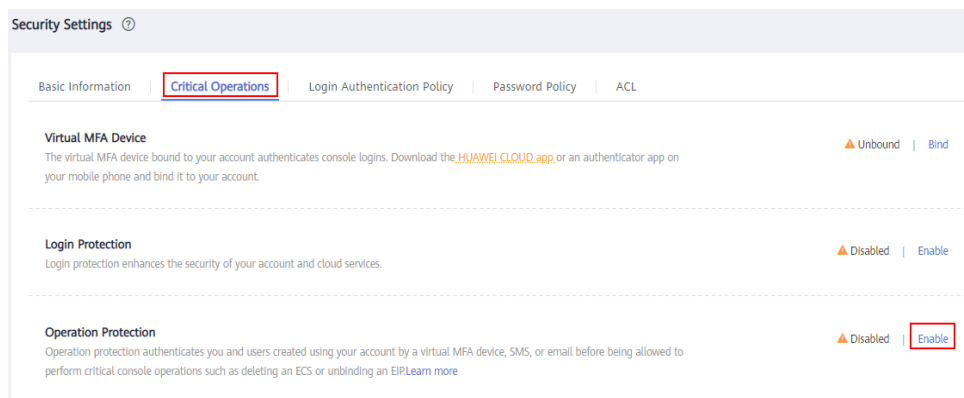 Security Settings ?
Basic Information Critical Operations Login Authentication Policy Password Policy ACL
Virtual MFA Device
The virtual MFA device bound to your account authenticates console logins. Download the HUAWEI CLOUD app or an authenticator app on
Unbound | Bind
your mobile phone and bind it to your account.
Login Protection
Login protection enhances the security of your account and cloud services.
Disabled | Enable
Operation Protection
Operation protection authenticates you and users created using your account by a virtual MFA device, SMS, or email before being allowed to
Disabled | Enable
perform critical console operations such as deleting an ECS or unbinding an EIP.Learn more